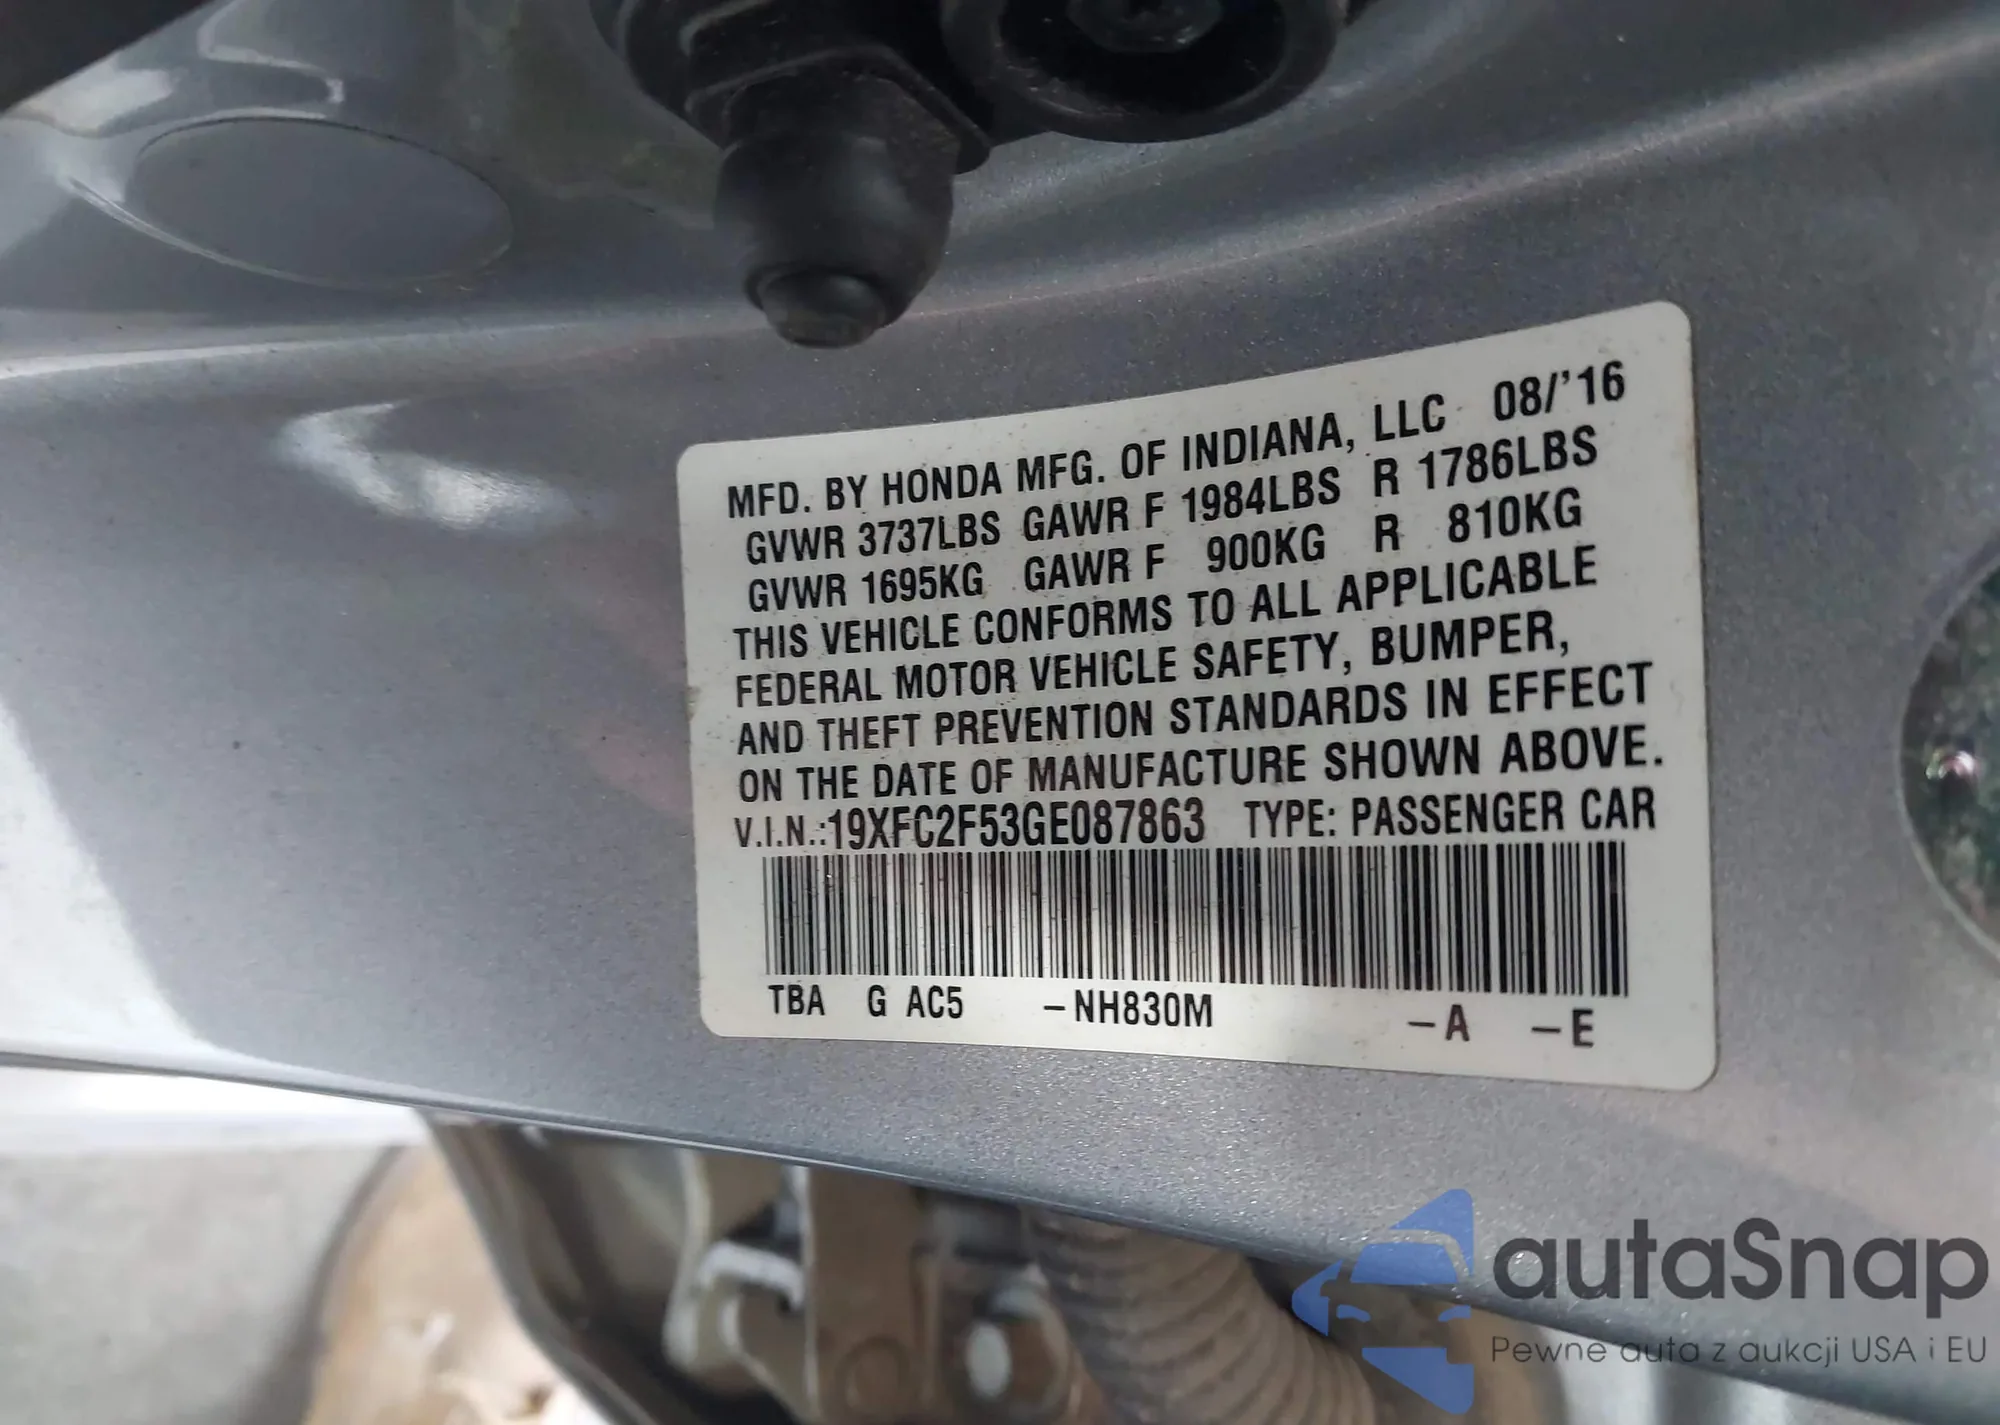 MFD. BY HONDA MFG. OF INDIANA, LLC 08/'16
GVWR 3737LBS GAWR F 1984LBS R 1786LBS
GVWR 1695KG GAWR F 900KG R 810KG
THIS VEHICLE CONFORMS TO ALL APPLICABLE
FEDERAL MOTOR VEHICLE SAFETY, BUMPER,
AND THEFT PREVENTION STANDARDS IN EFFECT
ON THE DATE OF MANUFACTURE SHOWN ABOVE.
V.I.N.:19XFC2F53GE087863 TYPE: PASSENGER CAR
TBA G AC5 –NH830M –A –E
autaSnap
Pewne auta z aukcji USA i EU